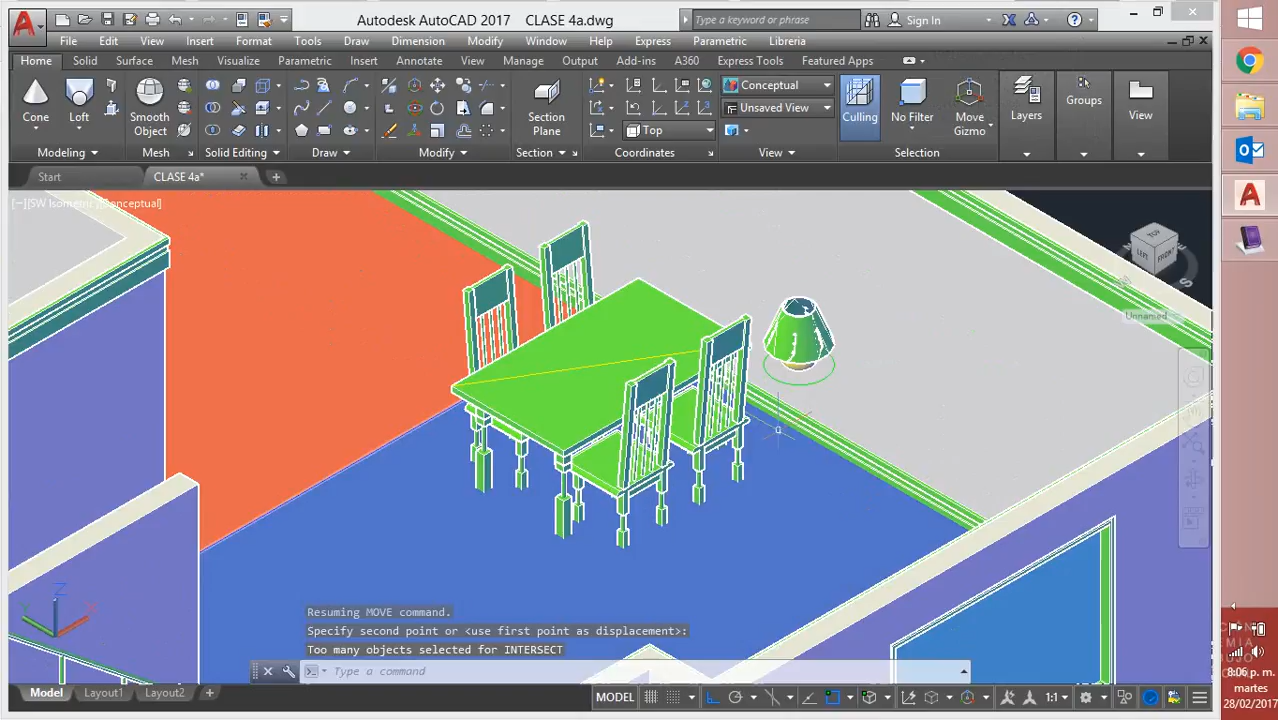 Autodesk AutoCAD 2017 CLASE 4a.dwg
Type a keyword or phrase
Sign In
File Edit View Insert Format Tools Draw Dimension Modify Window Help Express Parametric Libreria
Home Solid Surface Mesh Visualize Parametric Insert Annotate View Manage Output Add-ins A360 Express Tools Featured Apps
Cone
Loft
Smooth
Object
Section
Plane
Conceptual
Unsaved View
Top
Culling
No Filter
Move
Gizmo
Layers
Groups
View
Modeling Mesh Solid Editing Draw Modify Section Coordinates View Selection
Start
CLASE 4a*
[−][SW Isometric][Conceptual]
TOP
LEFT
FRONT
S
Unnamed
Z
Resuming MOVE command.
Specify second point or <use first point as displacement>:
Too many objects selected for INTERSECT
Type a command
Model Layout1 Layout2
MODEL
1:1
8:06 p. m.
martes
28/02/2017